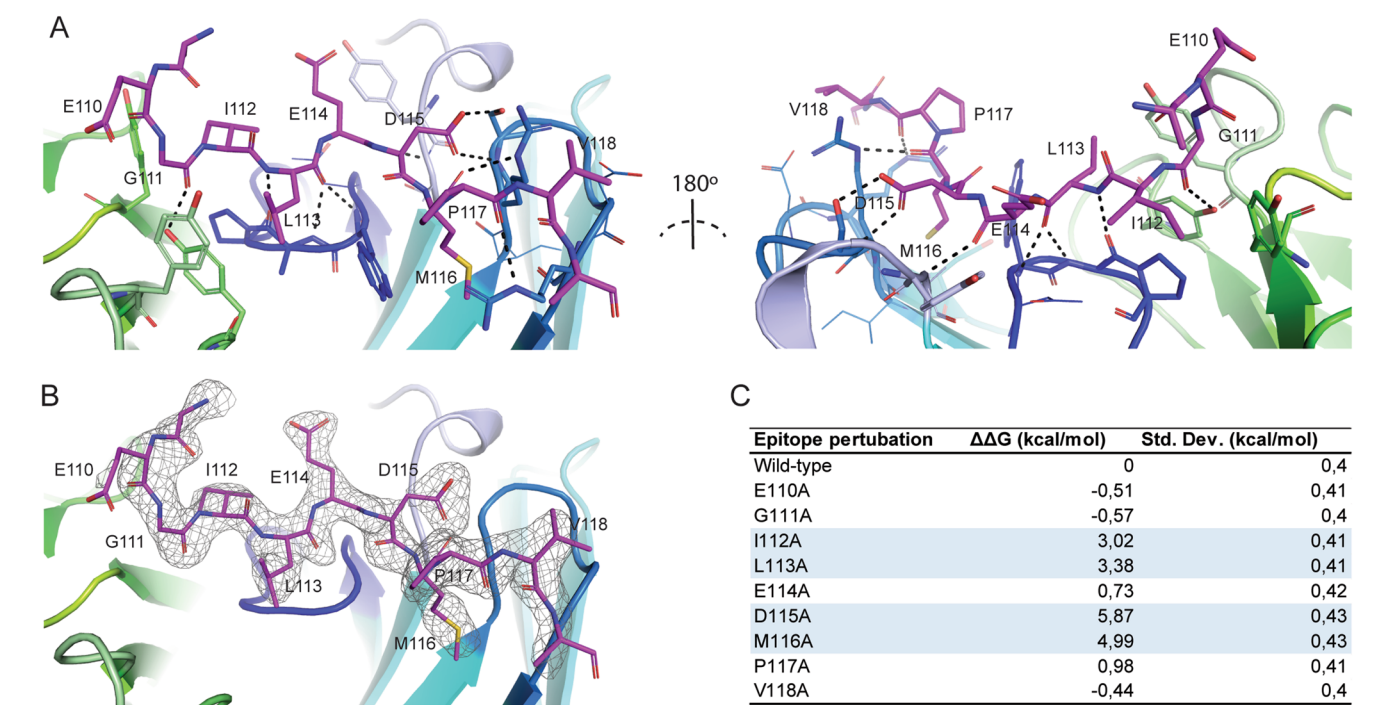 A
E110
I112
E114
D115
V118
G111
L113
P117
M116
180º
E110
V118
P117
G111
L113
D115
I112
E114
M116
B
E110
I112
E114
D115
V118
G111
L113
P117
M116
C
Epitope pertubation ΔΔG (kcal/mol) Std. Dev. (kcal/mol)
Wild-type 0 0,4
E110A -0,51 0,41
G111A -0,57 0,4
I112A 3,02 0,41
L113A 3,38 0,41
E114A 0,73 0,42
D115A 5,87 0,43
M116A 4,99 0,43
P117A 0,98 0,41
V118A -0,44 0,4